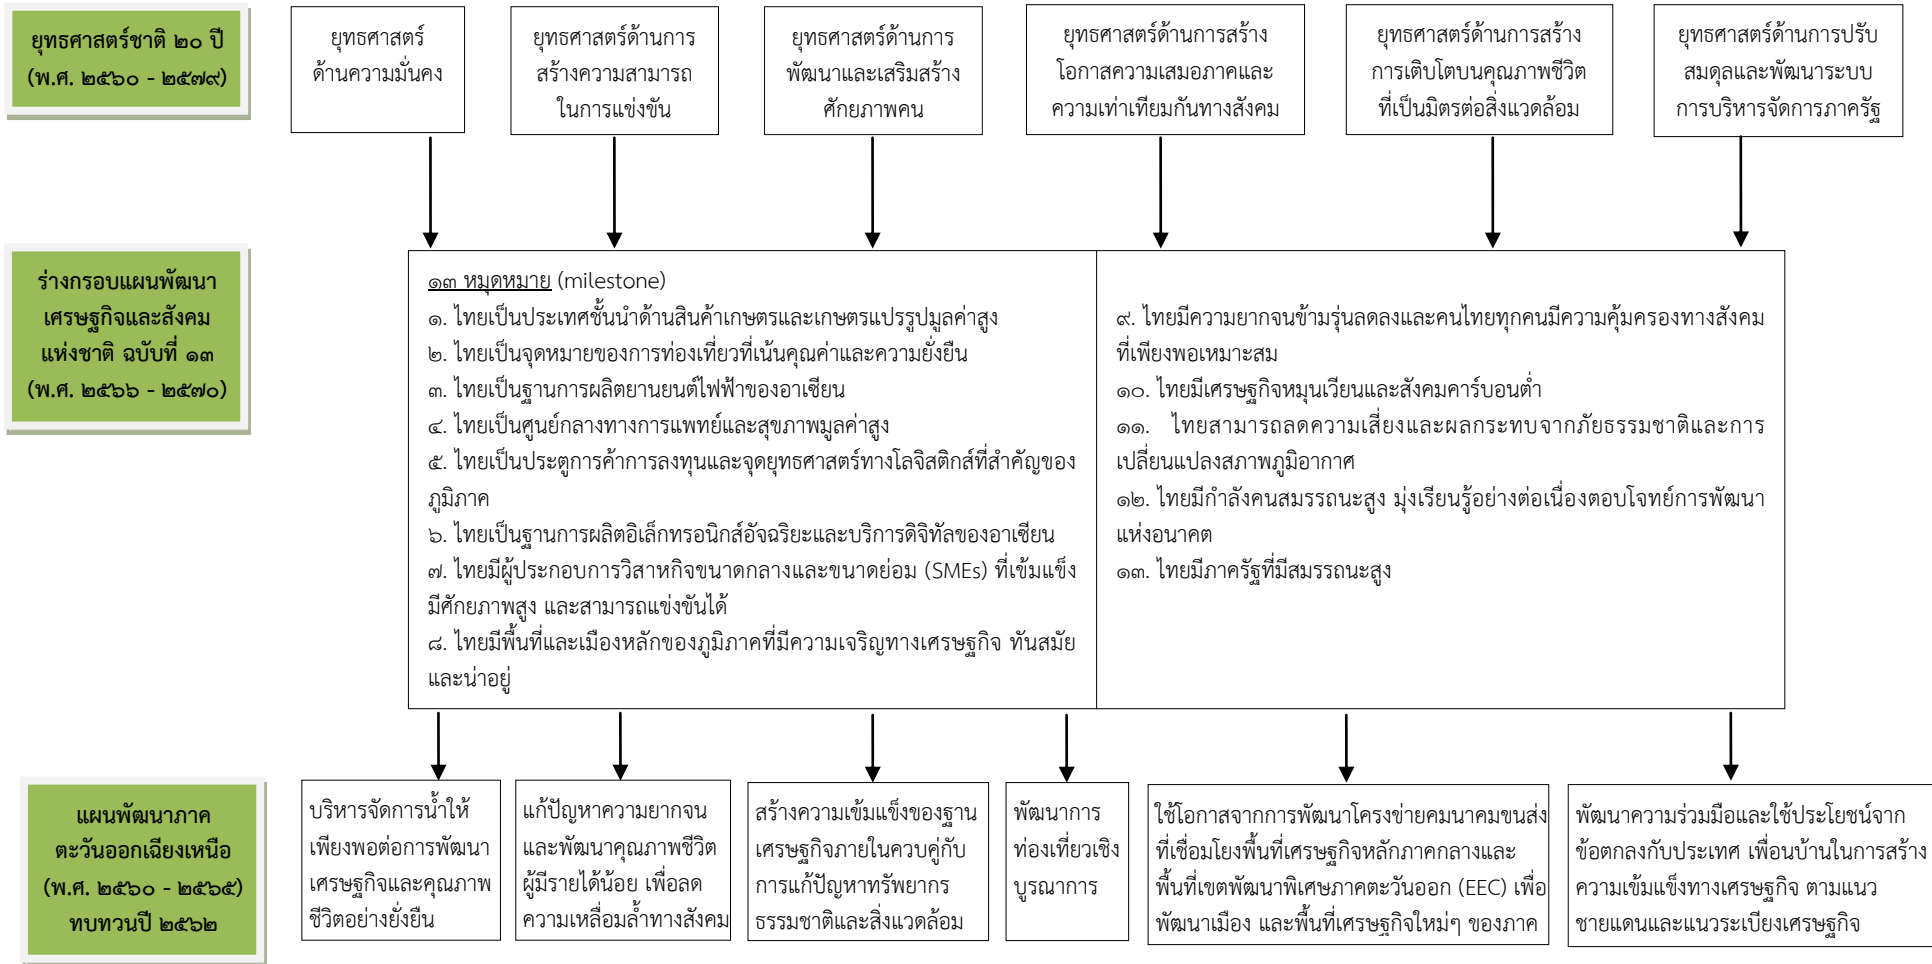 ยุทธศาสตร์ชาติ ๒๐ ปี
(พ.ศ. ๒๕๖๐ - ๒๕๗๙)
ยุทธศาสตร์
ด้านความมั่นคง
ยุทธศาสตร์ด้านการ
สร้างความสามารถ
ในการแข่งขัน
ยุทธศาสตร์ด้านการ
พัฒนาและเสริมสร้าง
ศักยภาพคน
ยุทธศาสตร์ด้านการสร้าง
โอกาสความเสมอภาคและ
ความเท่าเทียมกันทางสังคม
ยุทธศาสตร์ด้านการสร้าง
การเติบโตบนคุณภาพชีวิต
ที่เป็นมิตรต่อสิ่งแวดล้อม
ยุทธศาสตร์ด้านการปรับ
สมดุลและพัฒนาระบบ
การบริหารจัดการภาครัฐ
ร่างกรอบแผนพัฒนา
เศรษฐกิจและสังคม
แห่งชาติ ฉบับที่ ๑๓
(พ.ศ. ๒๕๖๖ - ๒๕๗๐)
๑๓ หมุดหมาย (milestone)
๑. ไทยเป็นประเทศชั้นนำด้านสินค้าเกษตรและเกษตรแปรรูปมูลค่าสูง
๒. ไทยเป็นจุดหมายของการท่องเที่ยวที่เน้นคุณค่าและความยั่งยืน
๓. ไทยเป็นฐานการผลิตยานยนต์ไฟฟ้าของอาเซียน
๔. ไทยเป็นศูนย์กลางทางการแพทย์และสุขภาพมูลค่าสูง
๕. ไทยเป็นประตูการค้าการลงทุนและจุดยุทธศาสตร์ทางโลจิสติกส์ที่สำคัญของ
ภูมิภาค
๖. ไทยเป็นฐานการผลิตอิเล็กทรอนิกส์อัจฉริยะและบริการดิจิทัลของอาเซียน
๗. ไทยมีผู้ประกอบการวิสาหกิจขนาดกลางและขนาดย่อม (SMEs) ที่เข้มแข็ง
มีศักยภาพสูง และสามารถแข่งขันได้
๘. ไทยมีพื้นที่และเมืองหลักของภูมิภาคที่มีความเจริญทางเศรษฐกิจ ทันสมัย
และน่าอยู่
๙. ไทยมีความยากจนข้ามรุ่นลดลงและคนไทยทุกคนมีความคุ้มครองทางสังคม
ที่เพียงพอเหมาะสม
๑๐. ไทยมีเศรษฐกิจหมุนเวียนและสังคมคาร์บอนต่ำ
๑๑. ไทยสามารถลดความเสี่ยงและผลกระทบจากภัยธรรมชาติและการ
เปลี่ยนแปลงสภาพภูมิอากาศ
๑๒. ไทยมีกำลังคนสมรรถนะสูง มุ่งเรียนรู้อย่างต่อเนื่องตอบโจทย์การพัฒนา
แห่งอนาคต
๑๓. ไทยมีภาครัฐที่มีสมรรถนะสูง
แผนพัฒนาภาค
ตะวันออกเฉียงเหนือ
(พ.ศ. ๒๕๖๐ - ๒๕๖๕)
ทบทวนปี ๒๕๖๒
บริหารจัดการน้ำให้
เพียงพอต่อการพัฒนา
เศรษฐกิจและคุณภาพ
ชีวิตอย่างยั่งยืน
แก้ปัญหาความยากจน
และพัฒนาคุณภาพชีวิต
ผู้มีรายได้น้อย เพื่อลด
ความเหลื่อมล้ำทางสังคม
สร้างความเข้มแข็งของฐาน
เศรษฐกิจภายในควบคู่กับ
การแก้ปัญหาทรัพยากร
ธรรมชาติและสิ่งแวดล้อม
พัฒนาการ
ท่องเที่ยวเชิง
บูรณาการ
ใช้โอกาสจากการพัฒนาโครงข่ายคมนาคมขนส่ง
ที่เชื่อมโยงพื้นที่เศรษฐกิจหลักภาคกลางและ
พื้นที่เขตพัฒนาพิเศษภาคตะวันออก (EEC) เพื่อ
พัฒนาเมือง และพื้นที่เศรษฐกิจใหม่ๆ ของภาค
พัฒนาความร่วมมือและใช้ประโยชน์จาก
ข้อตกลงกับประเทศ เพื่อนบ้านในการสร้าง
ความเข้มแข็งทางเศรษฐกิจ ตามแนว
ชายแดนและแนวระเบียงเศรษฐกิจ